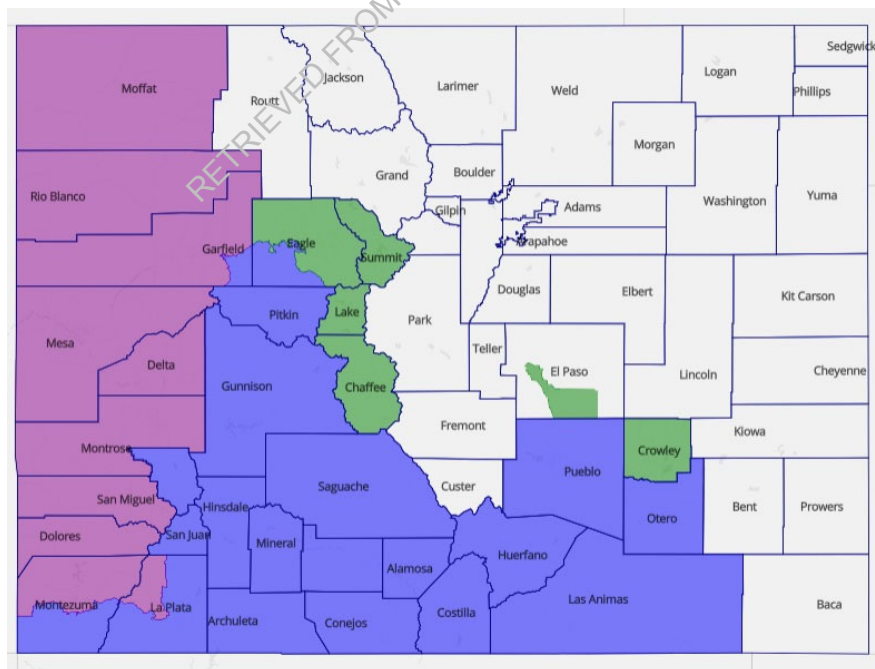 RETRIEVED FROM
Sedgwick
Moffat
Routt
Jackson
Larimer
Weld
Logan
Phillips
Morgan
Rio Blanco
Grand
Boulder
Washington
Yuma
Gilpin
Adams
Garfield
Eagle
Summit
Arapahoe
Douglas
Elbert
Kit Carson
Pitkin
Lake
Park
Mesa
Delta
Teller
El Paso
Lincoln
Cheyenne
Gunnison
Chaffee
Fremont
Kiowa
Montrose
Crowley
Pueblo
San Miguel
Saguache
Custer
Hinsdale
Otero
Bent
Prowers
Dolores
San Juan
Mineral
Huerfano
Alamosa
Montezuma
La Plata
Las Animas
Baca
Archuleta
Conejos
Costilla